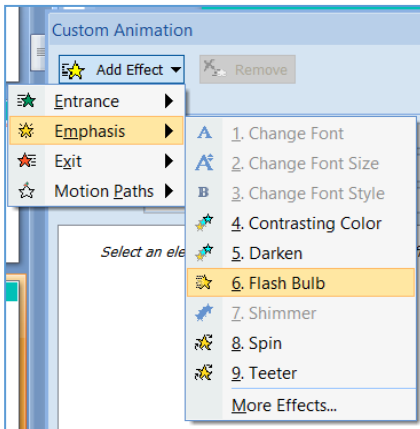 Custom Animation
Add Effect Remove
Entrance
Emphasis
Exit
Motion Paths
1. Change Font
2. Change Font Size
3. Change Font Style
4. Contrasting Color
5. Darken
6. Flash Bulb
7. Shimmer
8. Spin
9. Teeter
More Effects...
Select an ele